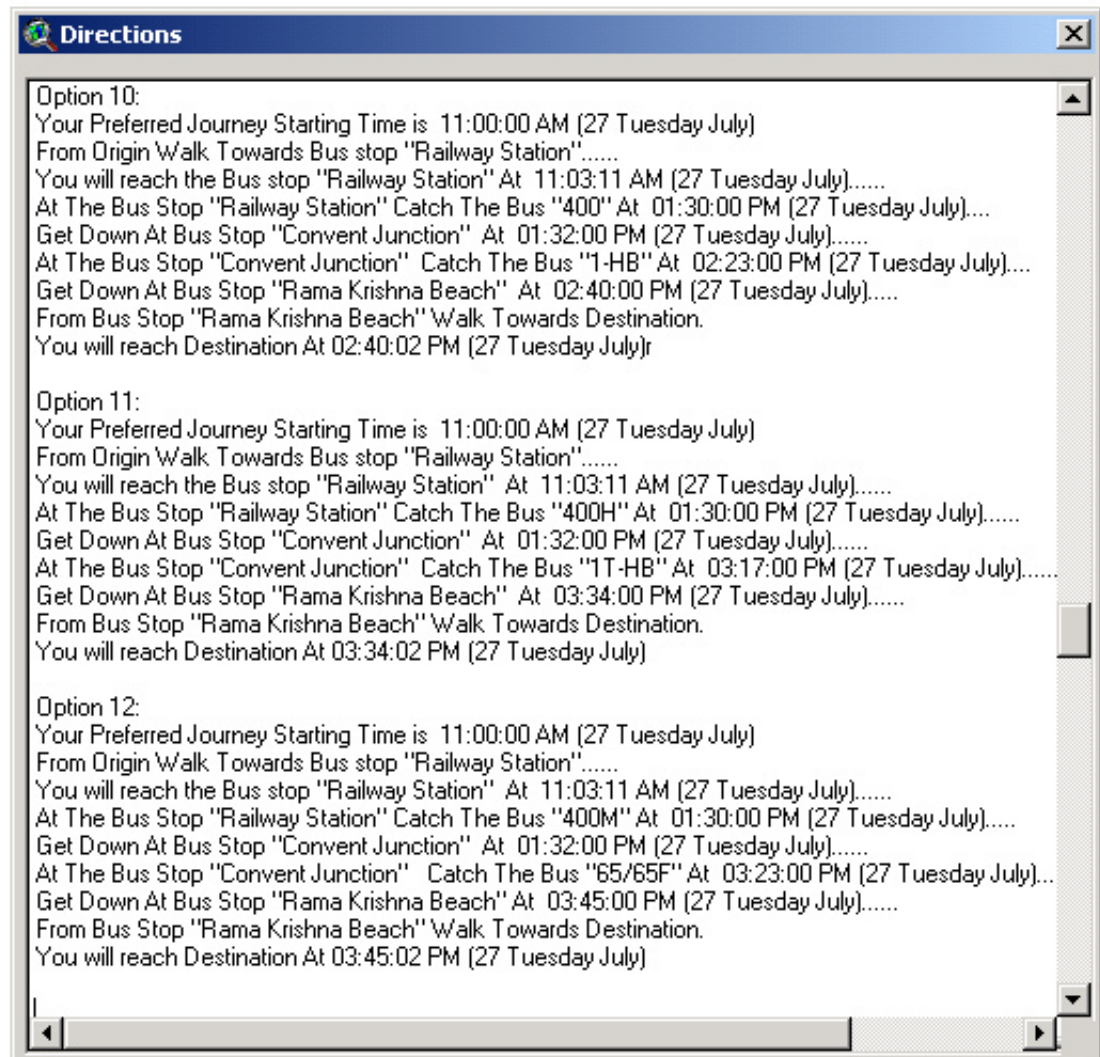 Directions
Option 10:
Your Preferred Journey Starting Time is  11:00:00 AM (27 Tuesday July)
From Origin Walk Towards Bus stop "Railway Station"......
You will reach the Bus stop "Railway Station" At  11:03:11 AM (27 Tuesday July)......
At The Bus Stop "Railway Station" Catch The Bus "400" At  01:30:00 PM (27 Tuesday July)....
Get Down At Bus Stop "Convent Junction"  At  01:32:00 PM (27 Tuesday July)......
At The Bus Stop "Convent Junction"  Catch The Bus "1-HB" At  02:23:00 PM (27 Tuesday July)....
Get Down At Bus Stop "Rama Krishna Beach"  At  02:40:00 PM (27 Tuesday July).....
From Bus Stop "Rama Krishna Beach" Walk Towards Destination.
You will reach Destination At 02:40:02 PM (27 Tuesday July)r
Option 11:
Your Preferred Journey Starting Time is  11:00:00 AM (27 Tuesday July)
From Origin Walk Towards Bus stop "Railway Station"......
You will reach the Bus stop "Railway Station"  At  11:03:11 AM (27 Tuesday July)......
At The Bus Stop "Railway Station" Catch The Bus "400H" At  01:30:00 PM (27 Tuesday July)......
Get Down At Bus Stop "Convent Junction"  At  01:32:00 PM (27 Tuesday July)......
At The Bus Stop "Convent Junction"  Catch The Bus "1T-HB" At  03:17:00 PM (27 Tuesday July)......
Get Down At Bus Stop "Rama Krishna Beach"  At  03:34:00 PM (27 Tuesday July)......
From Bus Stop "Rama Krishna Beach" Walk Towards Destination.
You will reach Destination At 03:34:02 PM (27 Tuesday July)
Option 12:
Your Preferred Journey Starting Time is  11:00:00 AM (27 Tuesday July)
From Origin Walk Towards Bus stop "Railway Station"......
You will reach the Bus stop "Railway Station"  At  11:03:11 AM (27 Tuesday July)......
At The Bus Stop "Railway Station" Catch The Bus "400M" At  01:30:00 PM (27 Tuesday July).....
Get Down At Bus Stop "Convent Junction"  At  01:32:00 PM (27 Tuesday July)......
At The Bus Stop "Convent Junction"   Catch The Bus "65/65F" At  03:23:00 PM (27 Tuesday July)...
Get Down At Bus Stop "Rama Krishna Beach" At  03:45:00 PM (27 Tuesday July)......
From Bus Stop "Rama Krishna Beach" Walk Towards Destination.
You will reach Destination At 03:45:02 PM (27 Tuesday July)